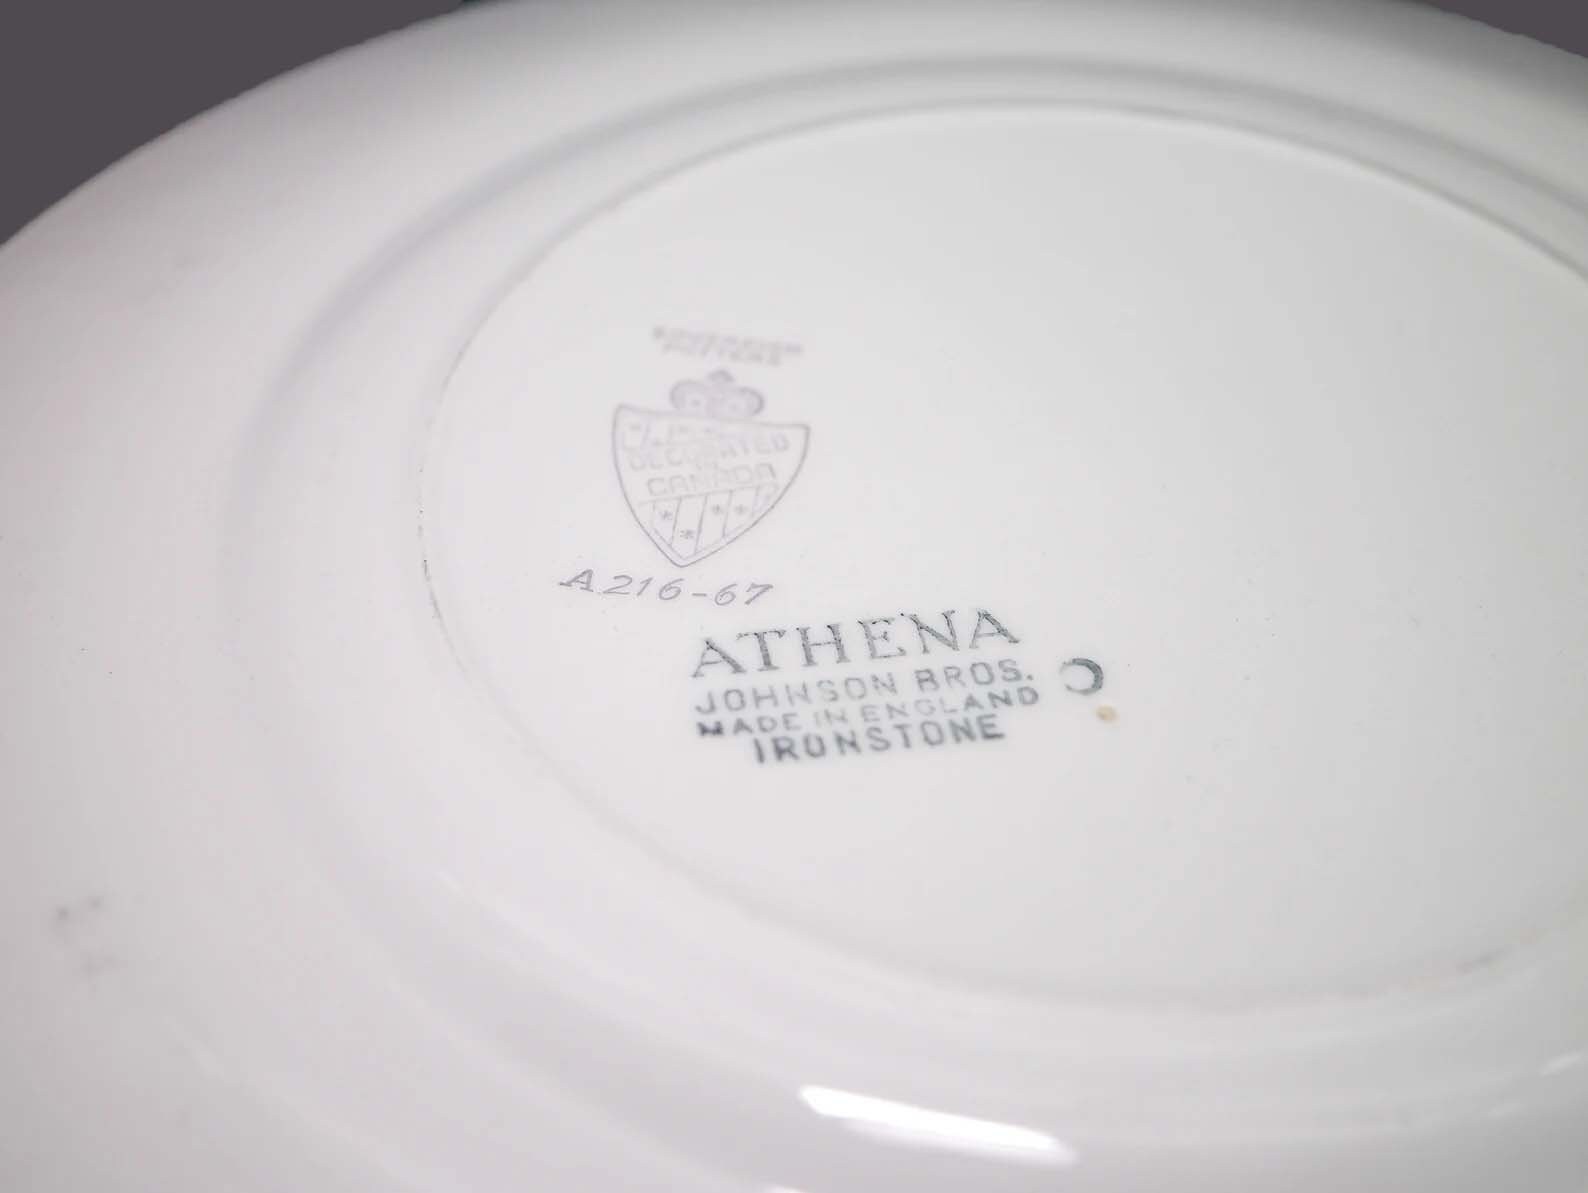 DECORATED
IN
CANADA
A216-67
ATHENA
JOHNSON BROS.
MADE IN ENGLAND
IRONSTONE